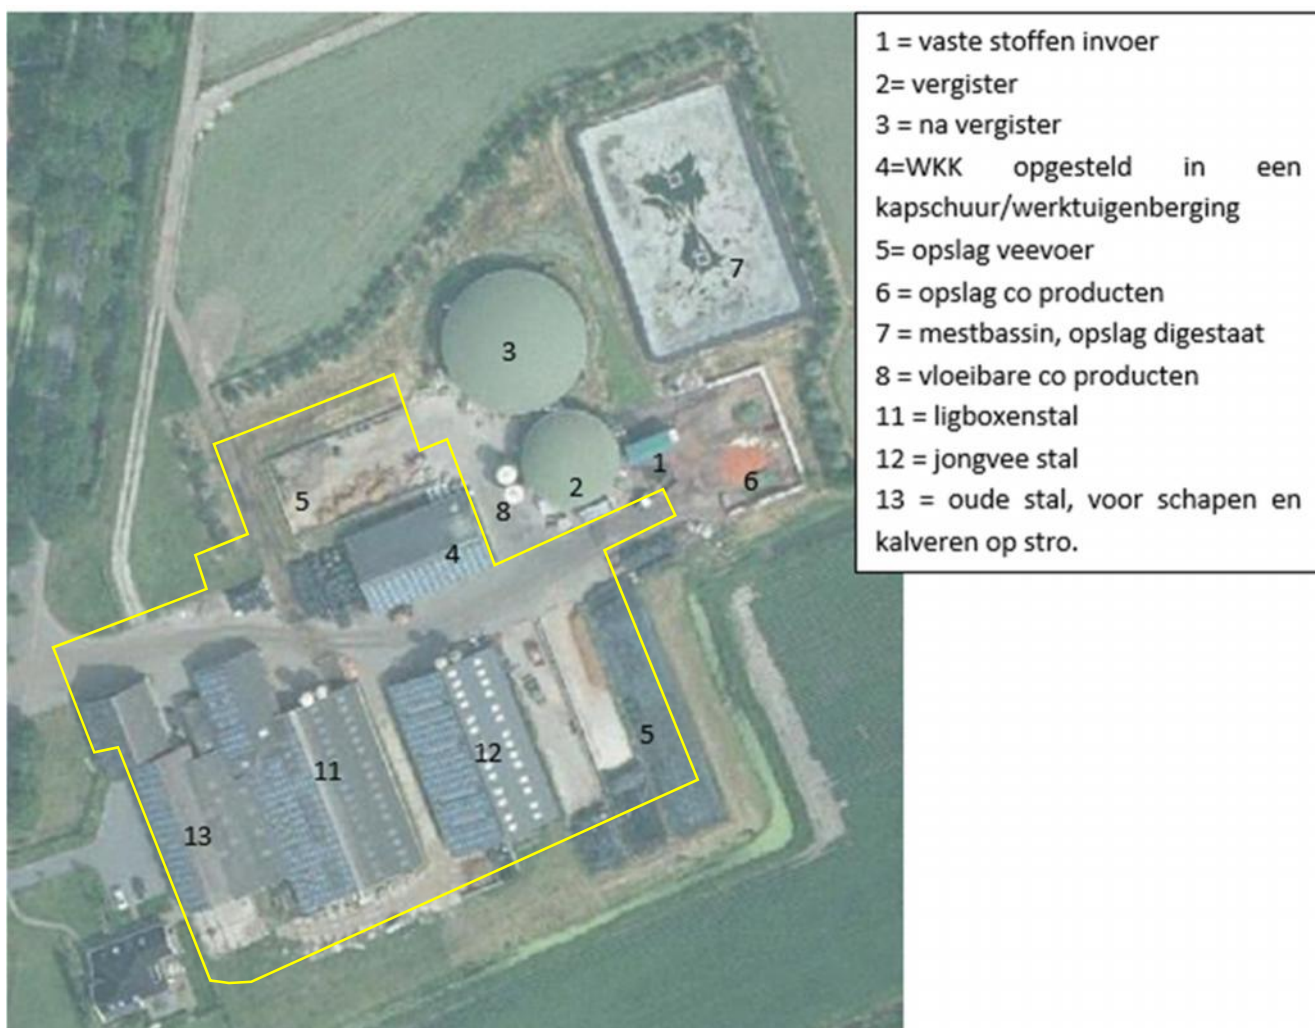 1 = vaste stoffen invoer
2= vergister
3 = na vergister
4=WKK opgesteld in een
kapschuur/werktuigenberging
5= opslag veevoer
6 = opslag co producten
7 = mestbassin, opslag digestaat
8 = vloeibare co producten
11 = ligboxenstal
12 = jongvee stal
13 = oude stal, voor schapen en
kalveren op stro.
7
3
1
6
2
5
8
4
5
12
11
13